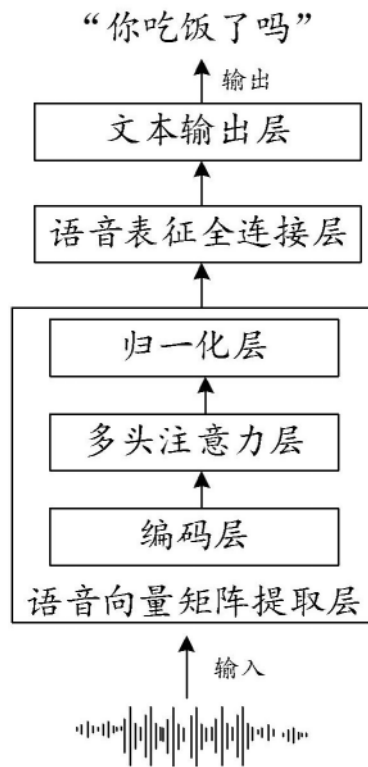 “你吃饭了吗”
输出
文本输出层
语音表征全连接层
归一化层
多头注意力层
编码层
语音向量矩阵提取层
输入